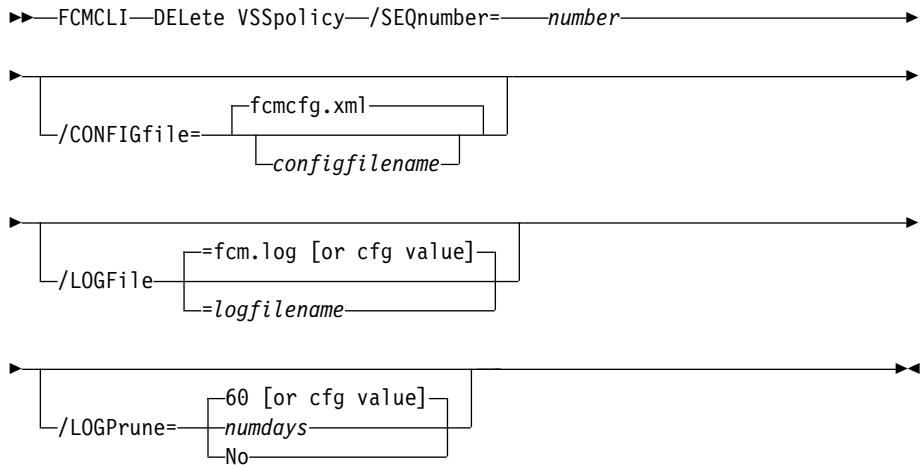 FCMCLI DELete VSSpolicy /SEQnumber= number
fcmcfg.xml
/CONFIGfile=
configfilename
=fcm.log [or cfg value]
/LOGFile
=logfilename
60 [or cfg value]
/LOGPrune= numdays
No